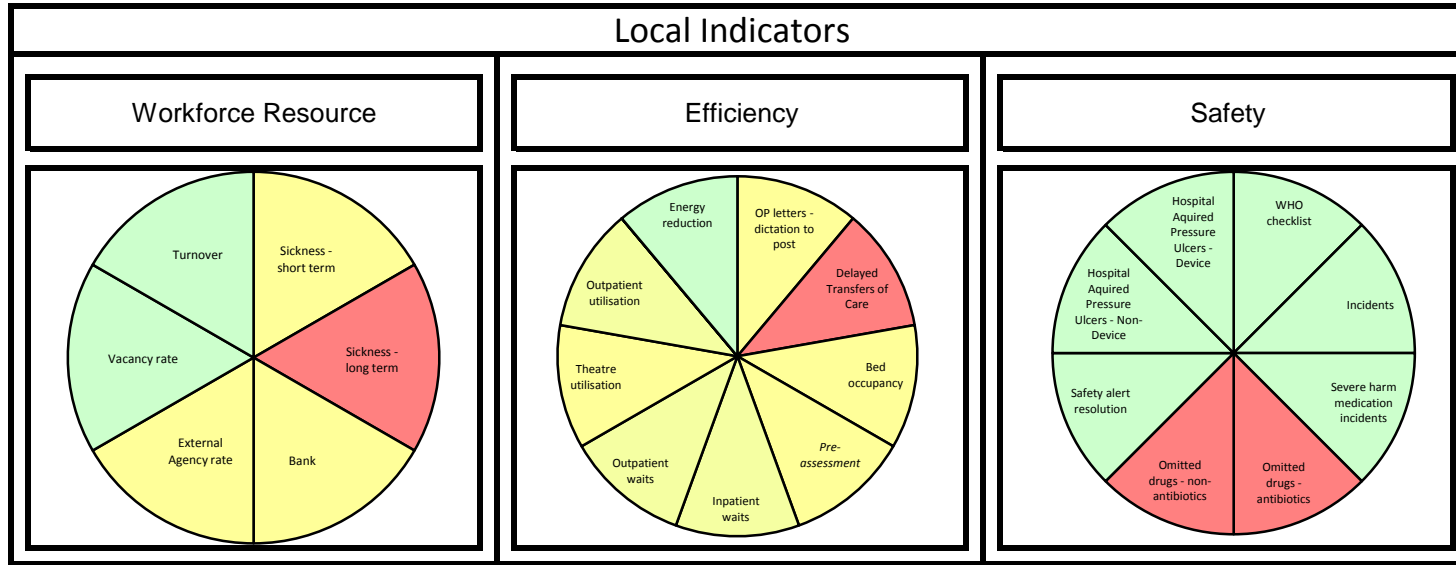 Local Indicators
Workforce Resource
Turnover
Sickness -
short term
Vacancy rate
Sickness -
long term
External
Agency rate
Bank
Efficiency
Energy
reduction
OP letters -
dictation to
post
Outpatient
utilisation
Delayed
Transfers of
Care
Theatre
utilisation
Bed
occupancy
Outpatient
waits
Pre-
assessment
Inpatient
waits
Safety
Hospital
Aquired
Pressure
Ulcers -
Device
WHO
checklist
Hospital
Aquired
Pressure
Ulcers - Non-
Device
Incidents
Safety alert
resolution
Severe harm
medication
incidents
Omitted
drugs - non-
antibiotics
Omitted
drugs -
antibiotics